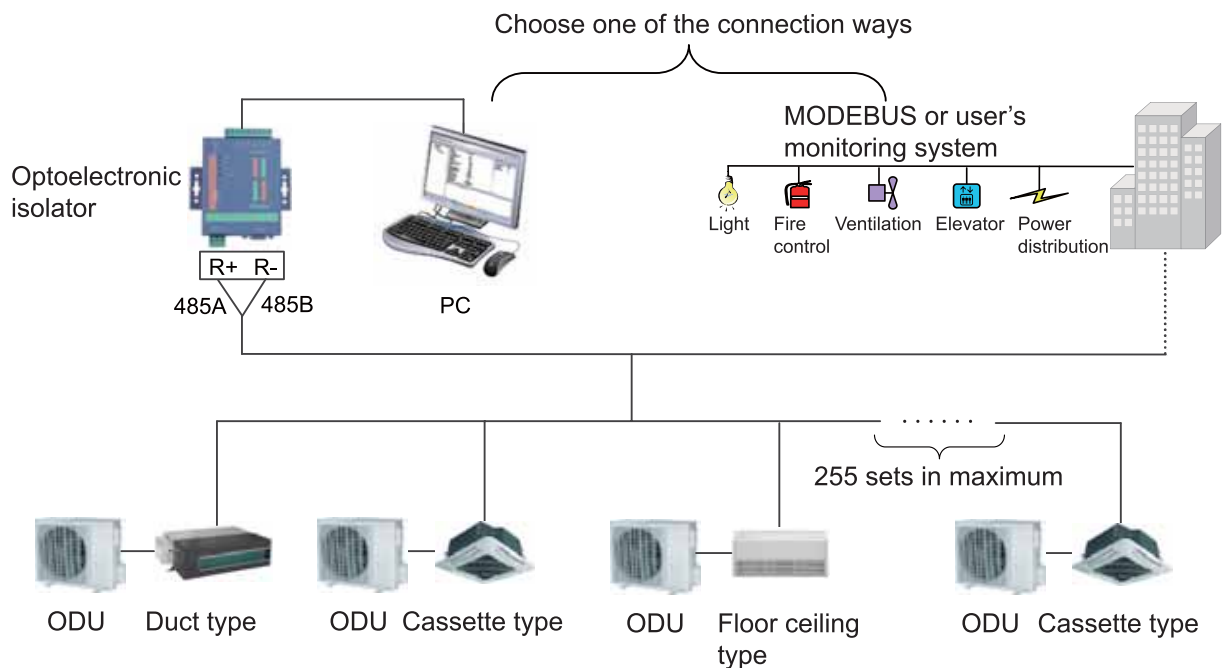 Choose one of the connection ways
MODEBUS or user's
monitoring system
Optoelectronic
isolator
Light
Fire
control
Ventilation
Elevator
Power
distribution
R+ R-
485A
485B
PC
255 sets in maximum
ODU
Duct type
ODU
Cassette type
ODU
Floor ceiling
type
ODU
Cassette type